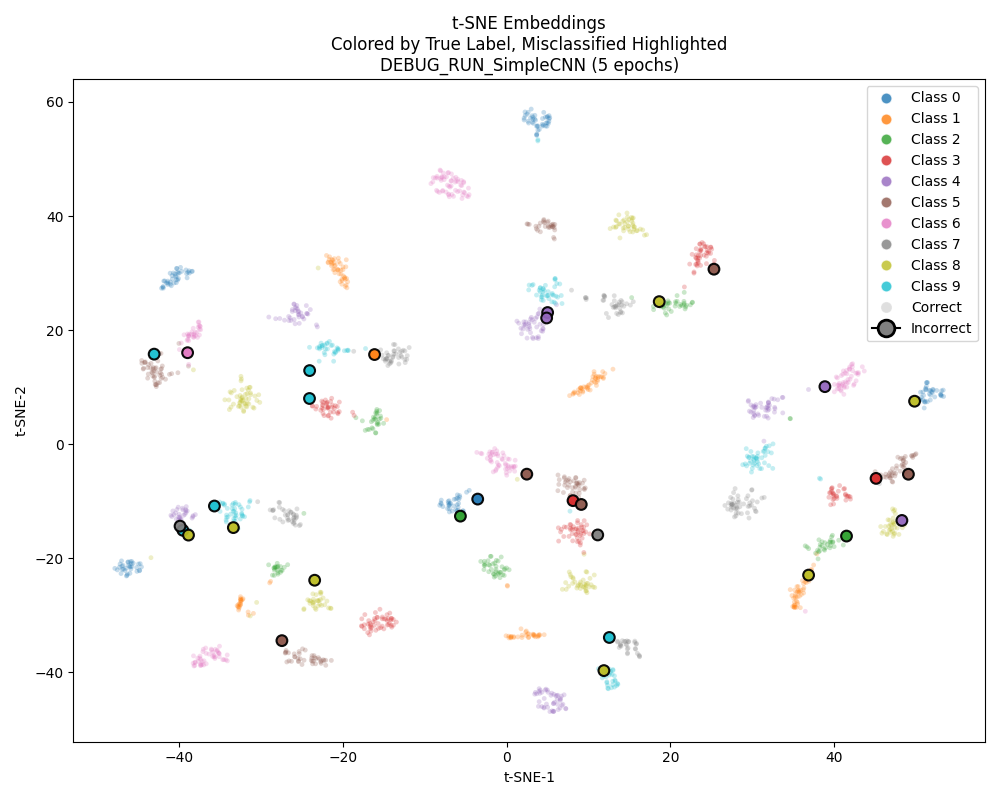 t-SNE Embeddings
Colored by True Label, Misclassified Highlighted
DEBUG_RUN_SimpleCNN (5 epochs)
Class 0
Class 1
Class 2
Class 3
Class 4
Class 5
Class 6
Class 7
Class 8
Class 9
Correct
Incorrect
60
40
20
0
−20
−40
t-SNE-2
−40
−20
0
20
40
t-SNE-1